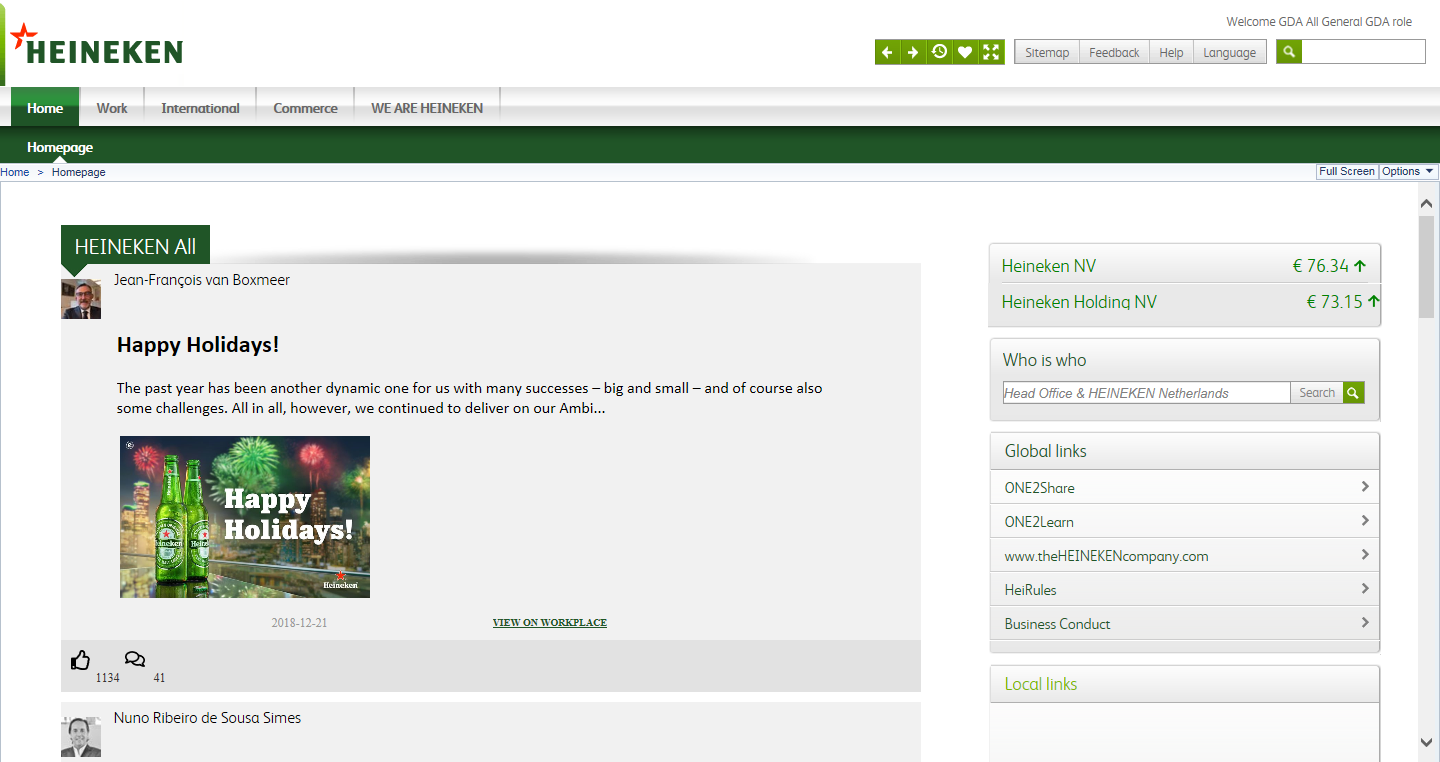 Welcome GDA All General GDA role
HEINEKEN
Sitemap Feedback Help Language
Home Work International Commerce WE ARE HEINEKEN
Homepage
Home > Homepage
Full Screen Options
HEINEKEN All
Jean-François van Boxmeer
Happy Holidays!
The past year has been another dynamic one for us with many successes – big and small – and of course also
some challenges. All in all, however, we continued to deliver on our Ambi...
Happy
Holidays!
Heineken
Heineken
Heineken
2018-12-21 VIEW ON WORKPLACE
1134 41
Nuno Ribeiro de Sousa Simes
Heineken NV € 76.34
Heineken Holding NV € 73.15
Who is who
Head Office & HEINEKEN Netherlands Search
Global links
ONE2Share
ONE2Learn
www.theHEINEKENcompany.com
HeiRules
Business Conduct
Local links